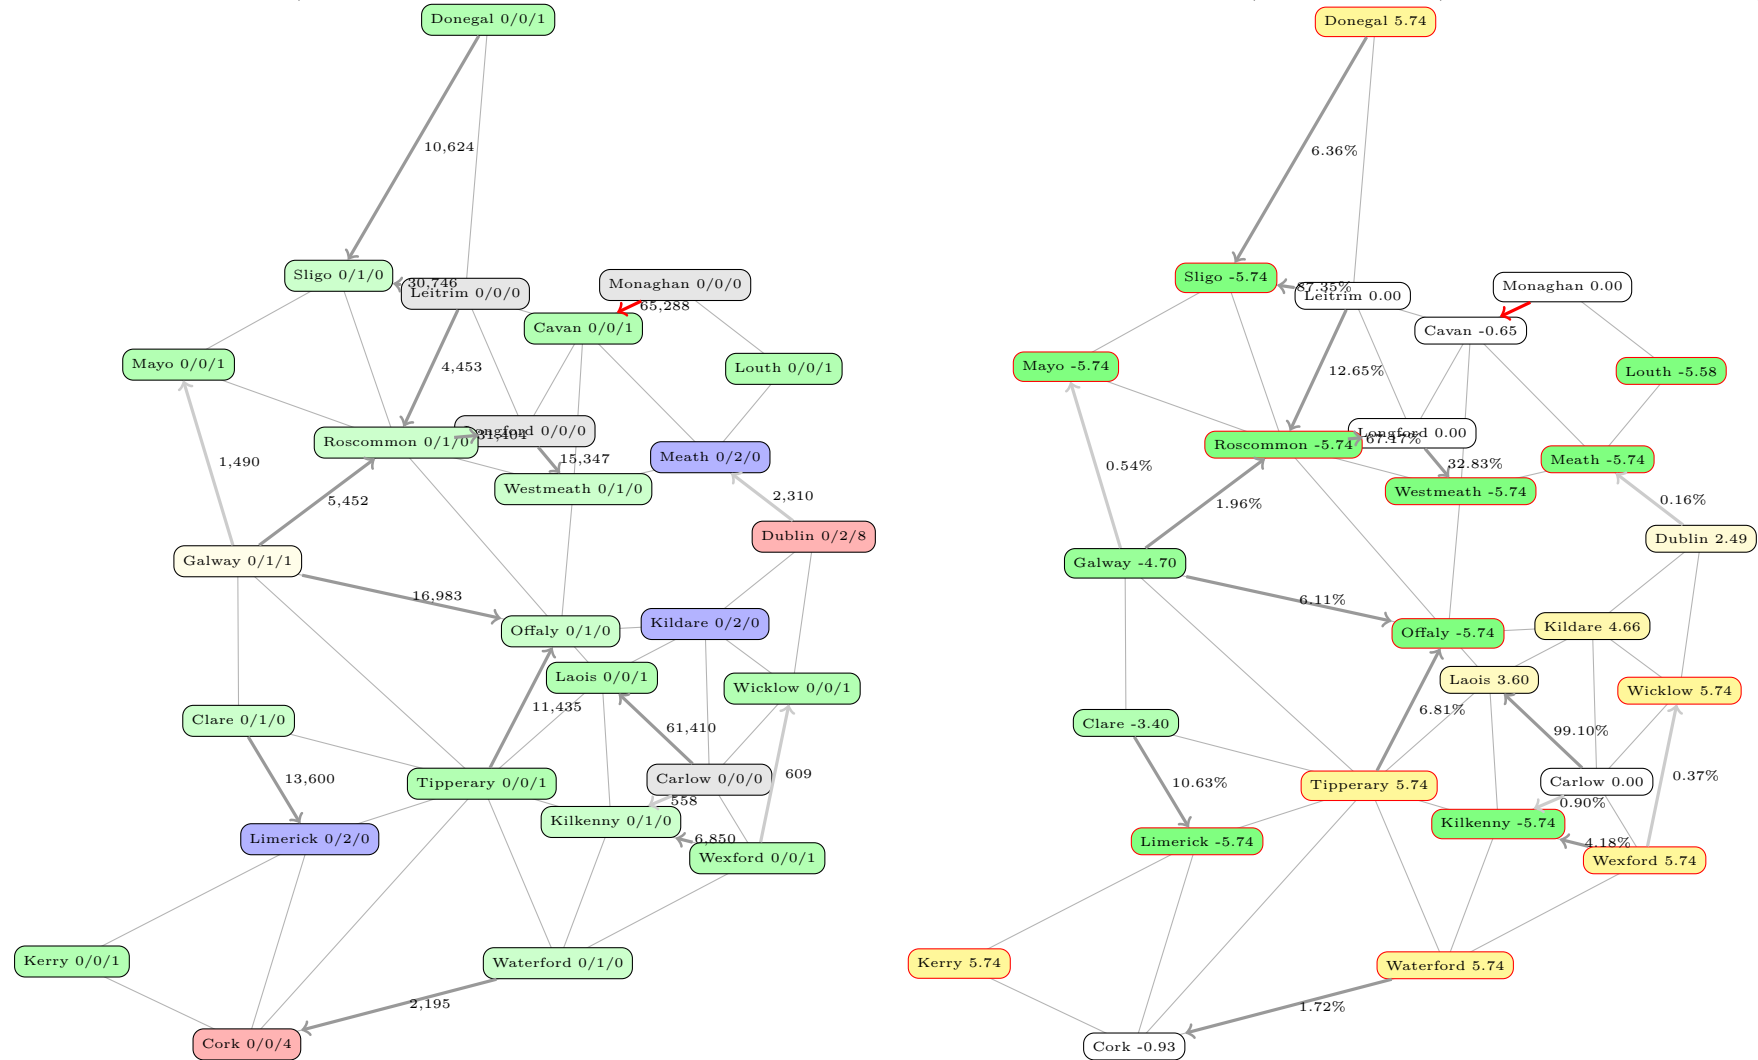 Donegal 0/0/1
10,624
Sligo 0/1/0
30,746
Leitrim 0/0/0
Monaghan 0/0/0
65,288
Cavan 0/0/1
Mayo 0/0/1
4,453
Louth 0/0/1
Roscommon 0/1/0
31,404
Longford 0/0/0
1,490
15,347
Meath 0/2/0
Westmeath 0/1/0
5,452
2,310
Dublin 0/2/8
Galway 0/1/1
16,983
Offaly 0/1/0
Kildare 0/2/0
Laois 0/0/1
Wicklow 0/0/1
11,435
Clare 0/1/0
61,410
13,600
Tipperary 0/0/1
Carlow 0/0/0
609
558
Kilkenny 0/1/0
Limerick 0/2/0
6,850
Wexford 0/0/1
Kerry 0/0/1
Waterford 0/1/0
2,195
Cork 0/0/4
Donegal 5.74
6.36%
Sligo -5.74
87.35%
Leitrim 0.00
Monaghan 0.00
Cavan -0.65
Mayo -5.74
12.65%
Louth -5.58
Roscommon -5.74
67.17%
Longford 0.00
0.54%
32.83%
Meath -5.74
Westmeath -5.74
1.96%
0.16%
Dublin 2.49
Galway -4.70
6.11%
Offaly -5.74
Kildare 4.66
Laois 3.60
Wicklow 5.74
6.81%
Clare -3.40
99.10%
10.63%
Tipperary 5.74
Carlow 0.00
0.37%
0.90%
Kilkenny -5.74
Limerick -5.74
4.18%
Wexford 5.74
Kerry 5.74
Waterford 5.74
1.72%
Cork -0.93